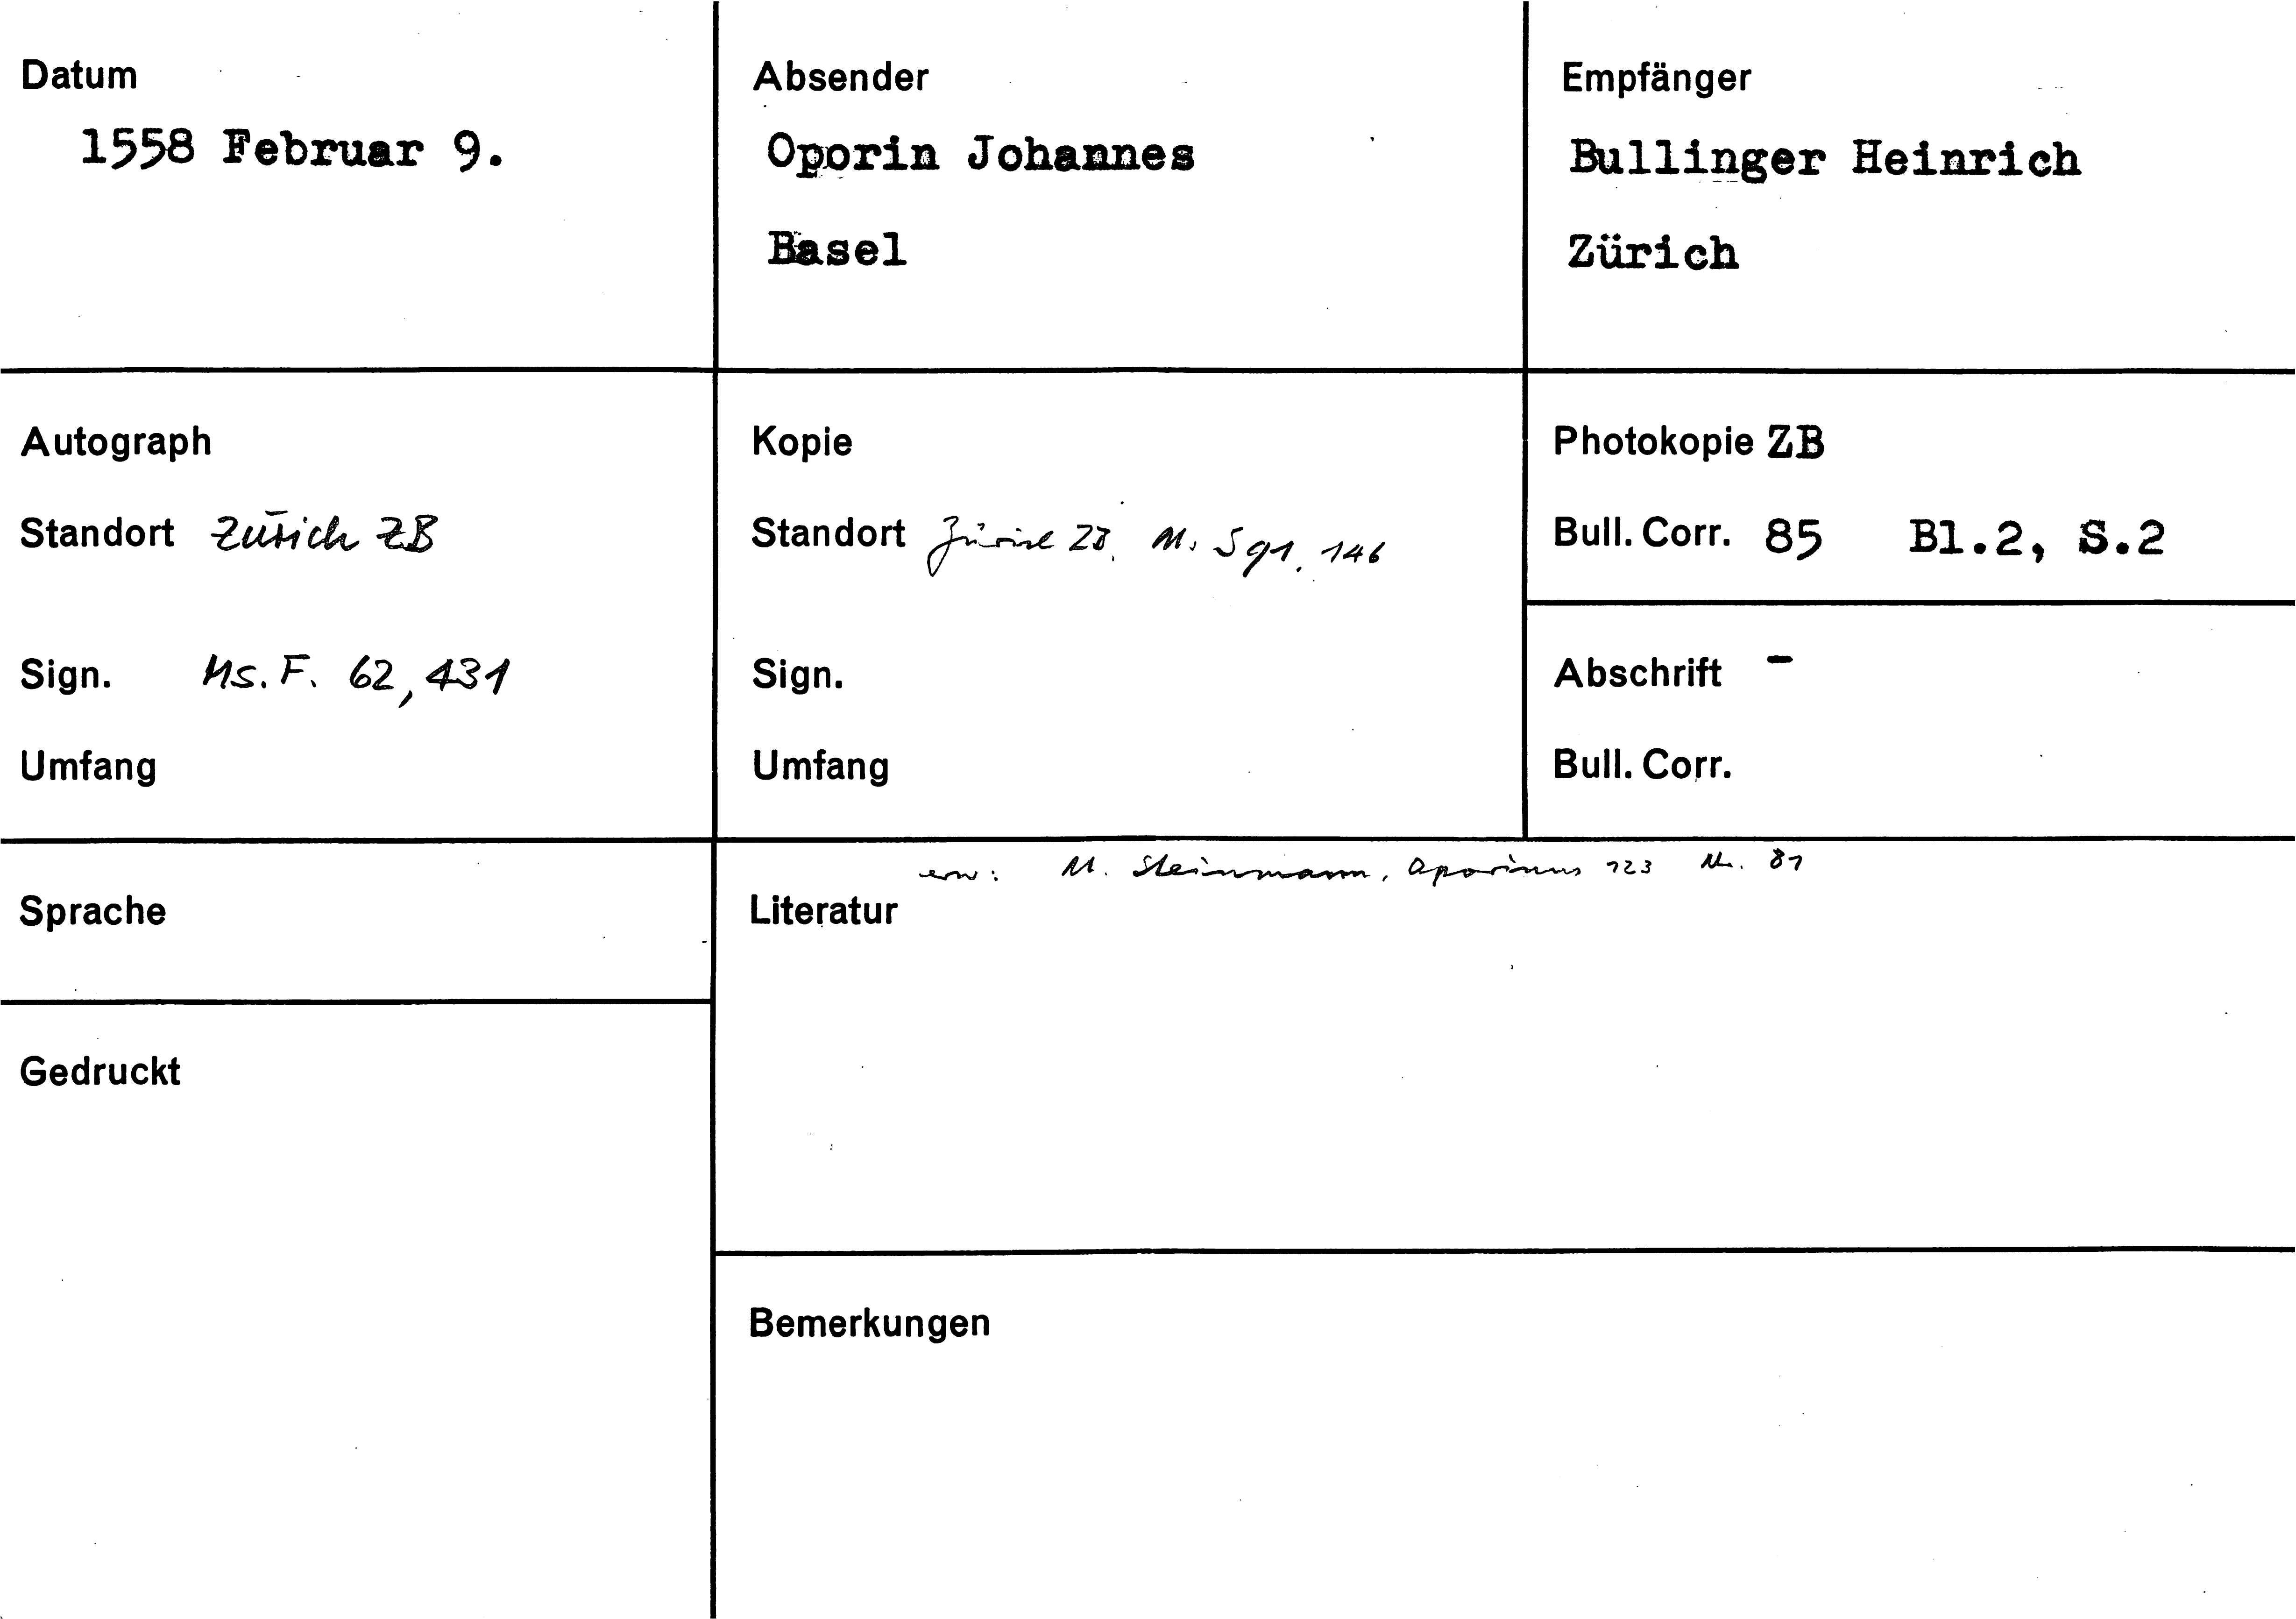 Datum
1558 Februar 9.
Absender
Oporin Johannes
Basel
Empfänger
Bullinger Heinrich
Zürich
Autograph
Standort Zürich ZB
Sign. Ms. F. 62, 431
Umfang
Kopie
Standort Zürich ZB, Ms. S 91, 146
Sign.
Umfang
Photokopie ZB
Bull. Corr. 85 Bl.2, S.2
Abschrift -
Bull. Corr.
Sprache
Gedruckt
erw: M. Steinmann, Oporinus 123 Nr. 81
Literatur
Bemerkungen